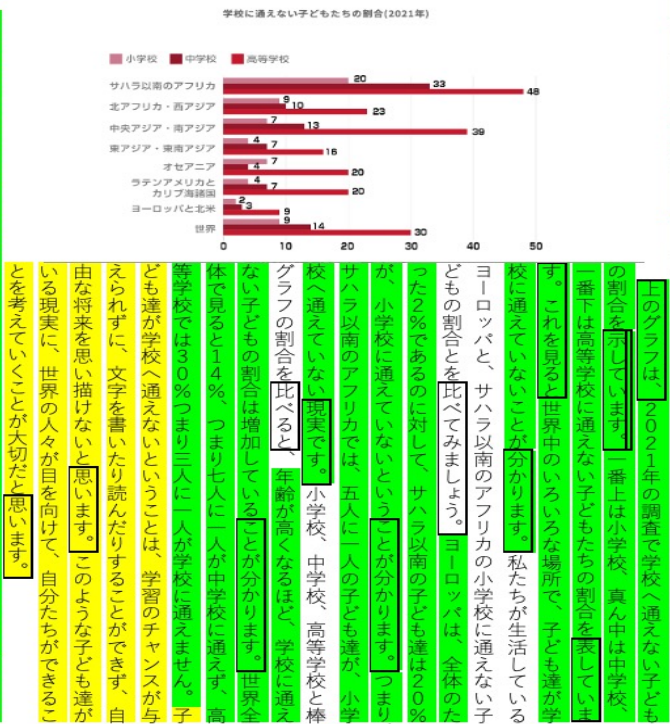 学校に通えない子どもたちの割合(2021年)
小学校 中学校 高等学校
サハラ以南のアフリカ 20 33 48
北アフリカ・西アジア 9 10 23
中央アジア・南アジア 7 13 39
東アジア・東南アジア 4 7 16
オセアニア 7 4 20
ラテンアメリカと
カリブ海諸国 4 7 20
ヨーロッパと北米 2 3 9
世界 9 14 30
0 10 20 30 40 50
上のグラフは、2021年の調査で学校へ通えない子ども
の割合を示しています。一番上は小学校、真ん中は中学校、
一番下は高等学校に通えない子どもたちの割合を表していま
す。これを見ると世界中のいろいろな場所で、子ども達が学
校に通えていないことが分かります。私たちが生活している
ヨーロッパと、サハラ以南のアフリカの小学校に通えない子
どもの割合とを比べてみましょう。ヨーロッパは、全体のた
った2%であるのに対して、サハラ以南の子ども達は20%
が、小学校に通えていないということが分かります。つまり
サハラ以南のアフリカでは、五人に一人の子ども達が、小学
校へ通えていない現実です。小学校、中学校、高等学校と棒
グラフの割合を比べると、年齢が高くなるほど、学校に通え
ない子どもの割合は増加していることが分かります。世界全
体で見ると14%、つまり七人に一人が中学校に通えず、高
等学校では30%つまり三人に一人が学校に通えません。子
ども達が学校へ通えないということは、学習のチャンスが与
えられずに、文字を書いたり読んだりすることができず、自
由な将来を思い描けないと思います。このような子ども達が
いる現実に、世界の人々が目を向けて、自分たちができるこ
とを考えていくことが大切だと思います。